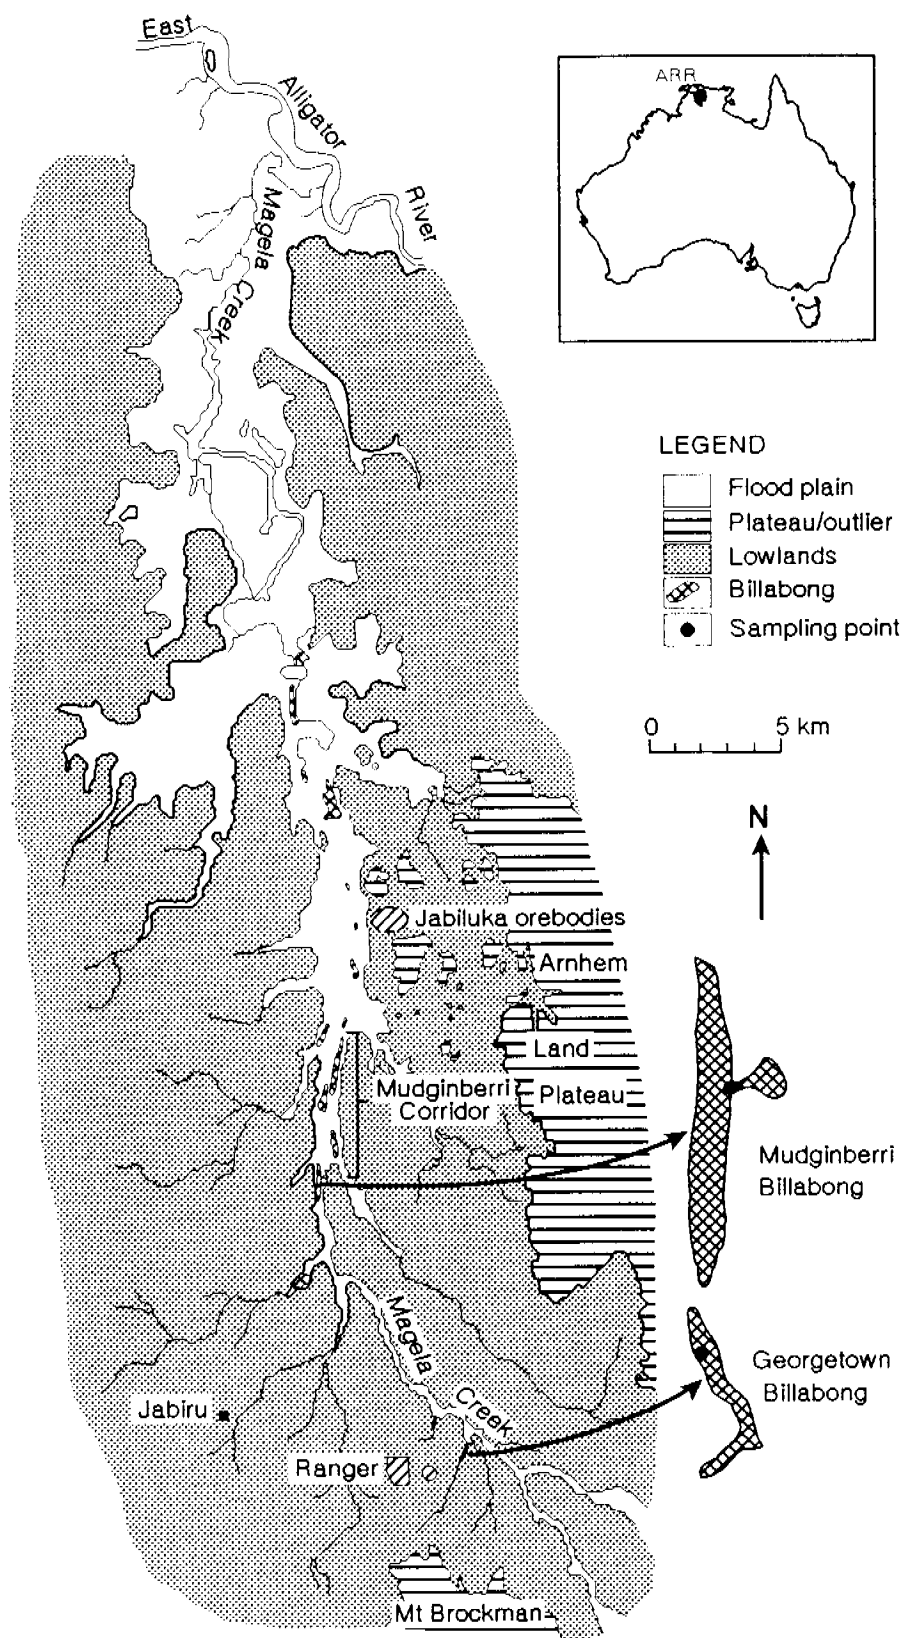 East
Alligator
River
Magela
Creek
ARR
LEGEND
Flood plain
Plateau/outlier
Lowlands
Billabong
Sampling point
0 5 km
N
Jabiluka orebodies
Arnhem
Land
Plateau
Mudginberri
Corridor
Mudginberri
Billabong
Magela
Creek
Georgetown
Billabong
Jabiru
Ranger
Mt Brockman